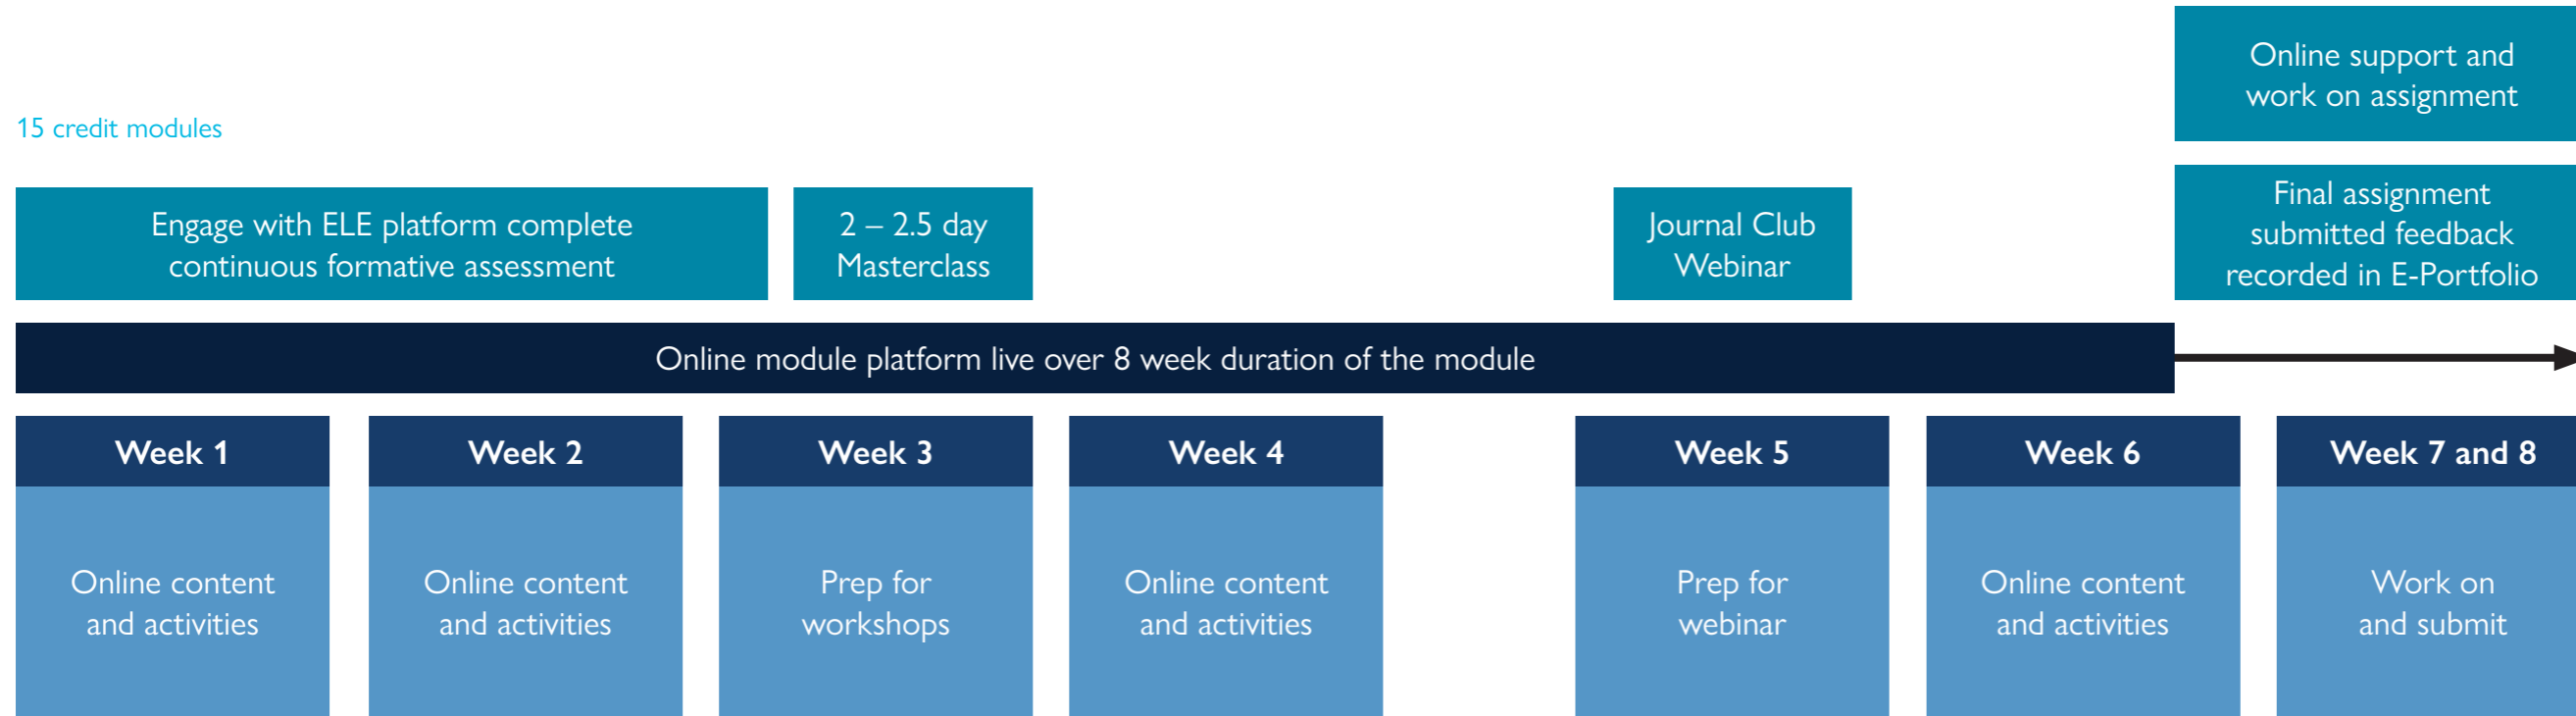 Online support and
work on assignment
15 credit modules
Engage with ELE platform complete
continuous formative assessment
2 – 2.5 day
Masterclass
Journal Club
Webinar
Final assignment
submitted feedback
recorded in E-Portfolio
Online module platform live over 8 week duration of the module
Week 1
Online content
and activities
Week 2
Online content
and activities
Week 3
Prep for
workshops
Week 4
Online content
and activities
Week 5
Prep for
webinar
Week 6
Online content
and activities
Week 7 and 8
Work on
and submit